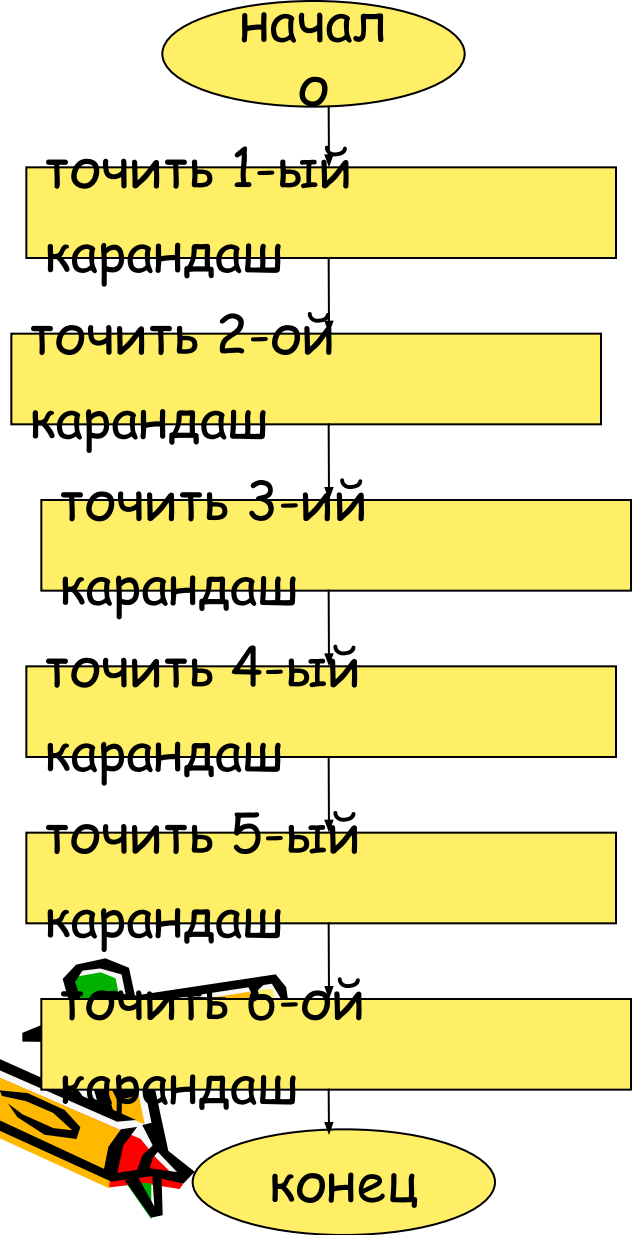 начал
о
точить 1-ый
карандаш
точить 2-ой
карандаш
точить 3-ий
карандаш
точить 4-ый
карандаш
точить 5-ый
карандаш
точить 6-ой
карандаш
конец